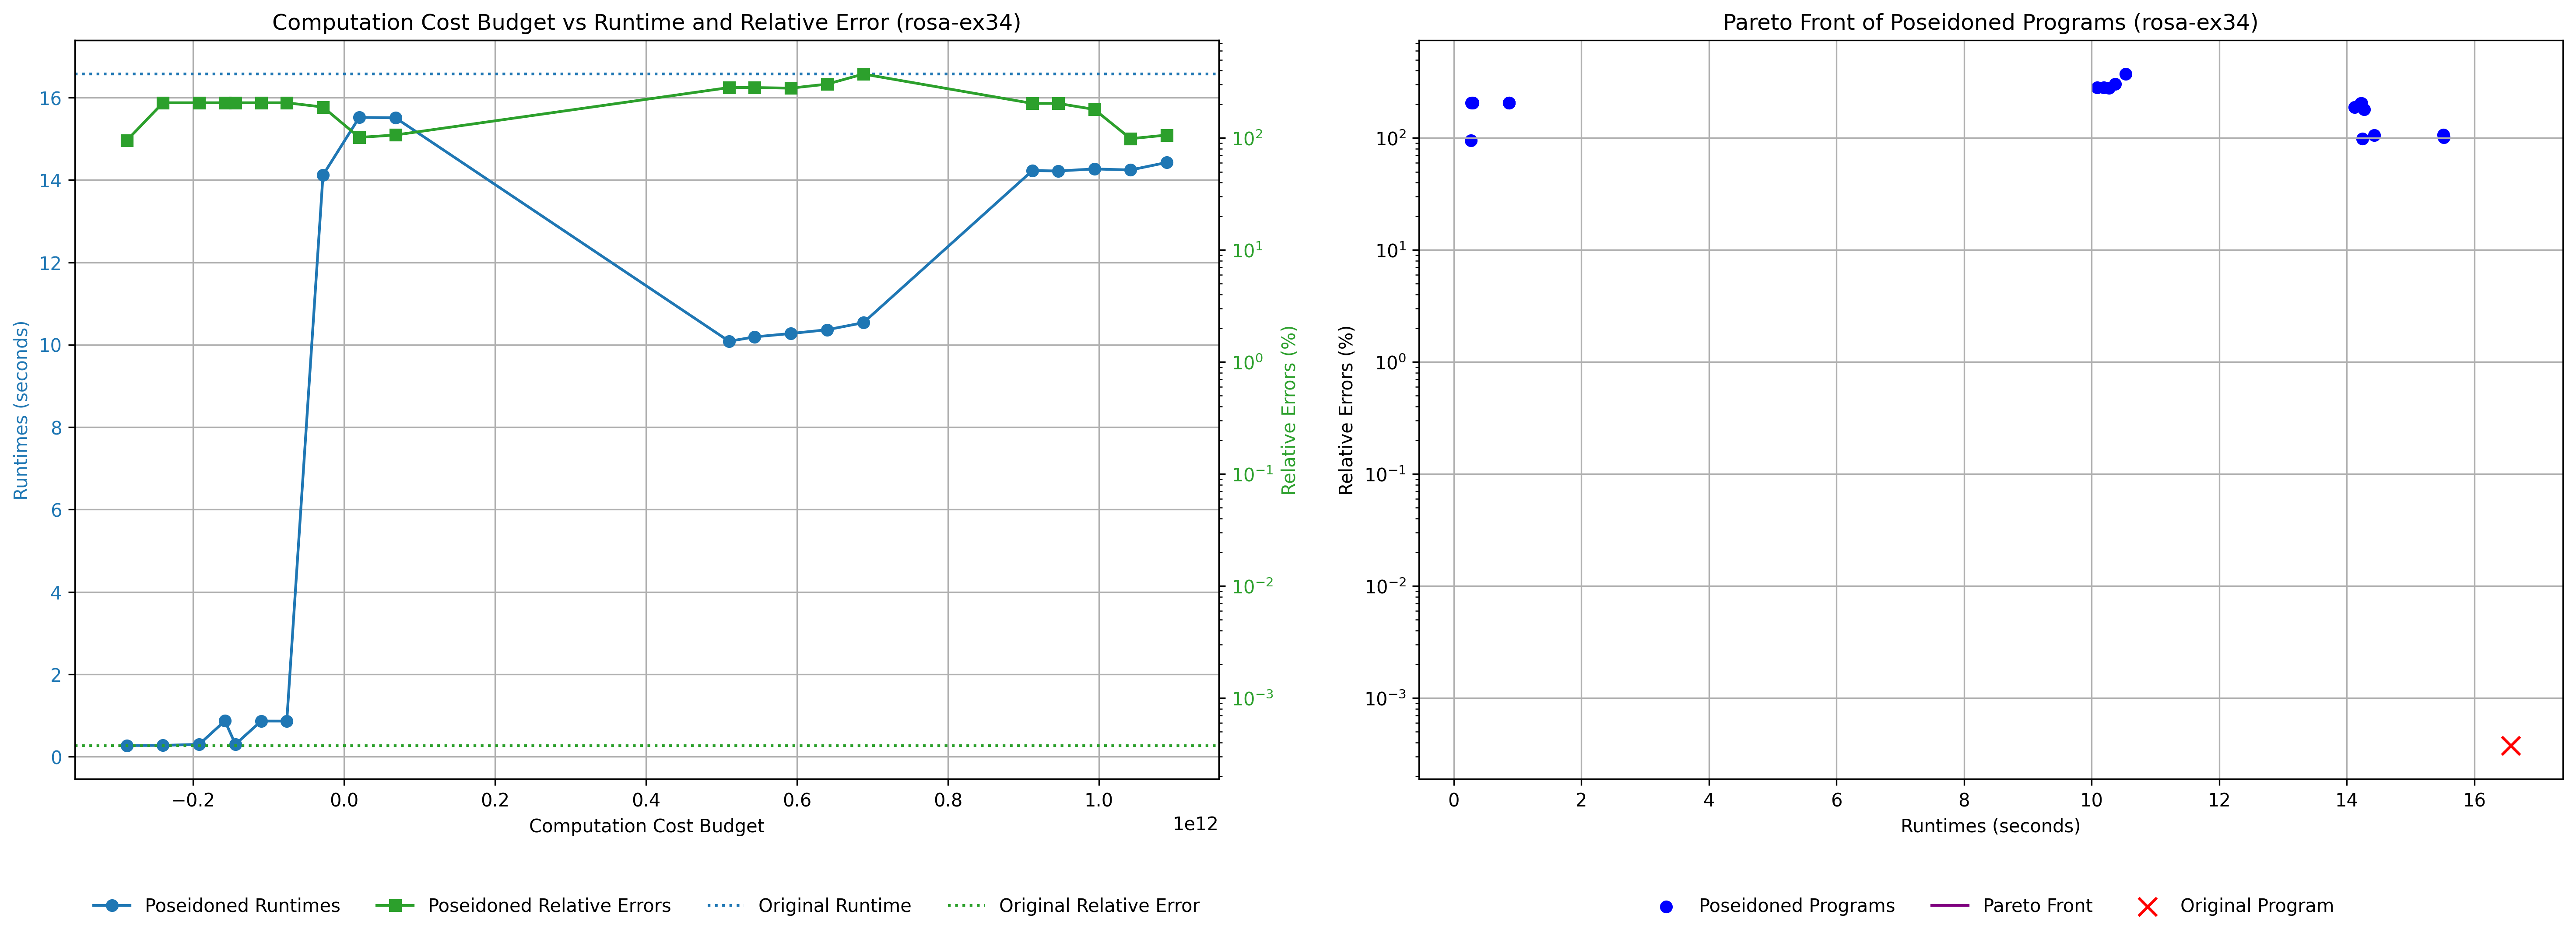 Computation Cost Budget vs Runtime and Relative Error (rosa-ex34)
16
14
12
10
8
6
4
2
0
Runtimes (seconds)
10²
10¹
10⁰
10⁻¹
10⁻²
10⁻³
Relative Errors (%)
−0.2 0.0 0.2 0.4 0.6 0.8 1.0
1e12
Computation Cost Budget
Poseidoned Runtimes Poseidoned Relative Errors Original Runtime Original Relative Error
Pareto Front of Poseidoned Programs (rosa-ex34)
10²
10¹
10⁰
10⁻¹
10⁻²
10⁻³
Relative Errors (%)
0 2 4 6 8 10 12 14 16
Runtimes (seconds)
Poseidoned Programs Pareto Front Original Program